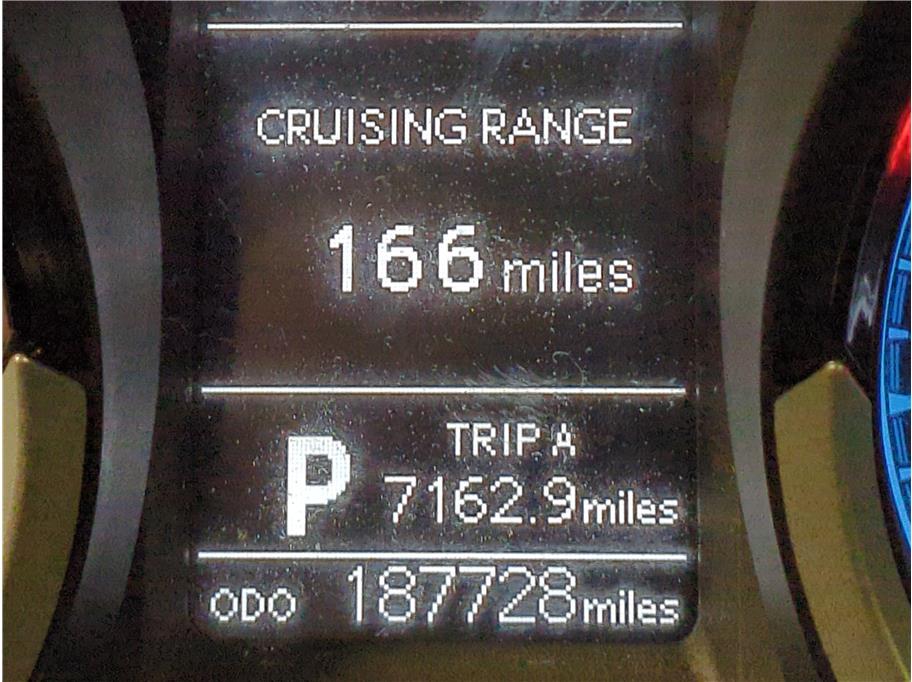 CRUISING RANGE
166 miles
P
TRIP A
7162.9 miles
ODO 187728 miles